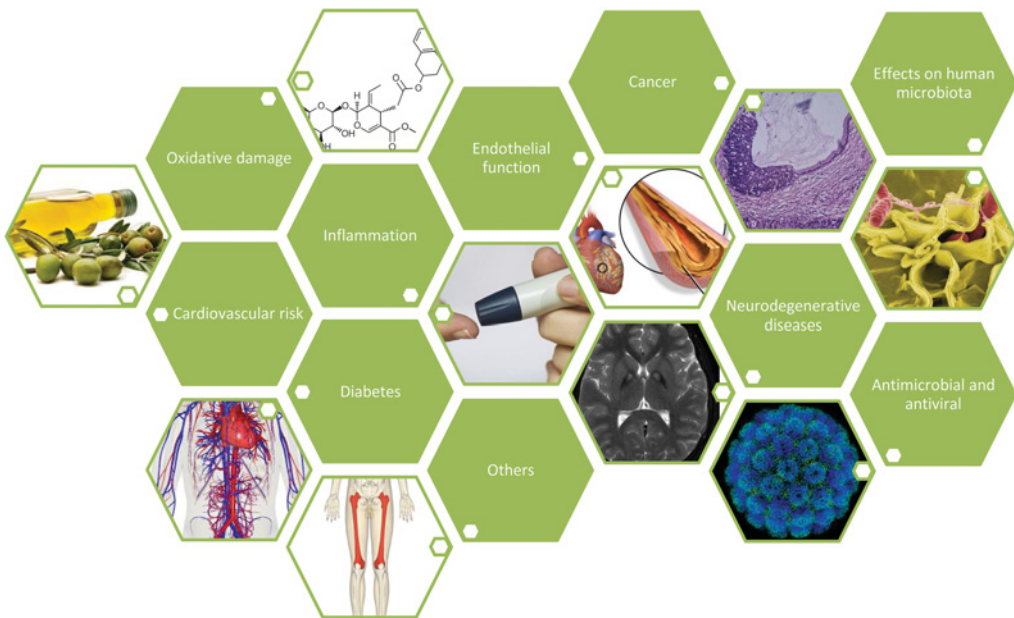 Cancer
Effects on human
microbiota
O
O
H
O
O
O
OH
O
O
H
Oxidative damage
Endothelial
function
Inflammation
Cardiovascular risk
Neurodegenerative
diseases
Diabetes
Antimicrobial and
antiviral
Others